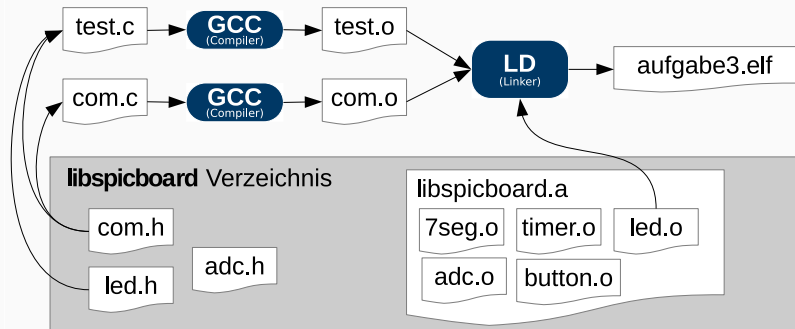 test.c
GCC
(Compiler)
test.o
LD
(Linker)
aufgabe3.elf
com.c
GCC
(Compiler)
com.o
libspicboard Verzeichnis
libspicboard.a
com.h
7seg.o
timer.o
led.o
adc.h
led.h
adc.o
button.o